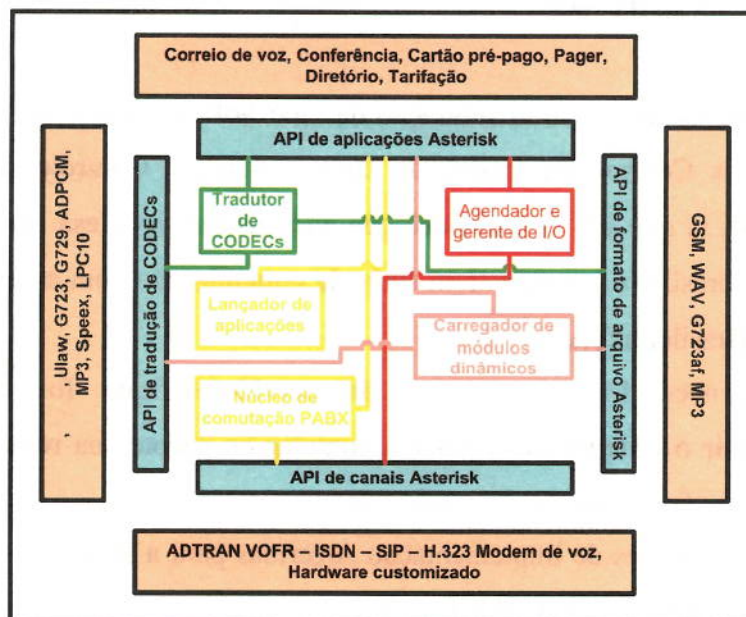 Correio de voz, Conferência, Cartão pré-pago, Pager,
Diretório, Tarifação
API de aplicações Asterisk
, Ulaw, G723, G729, ADPCM,
MP3, Speex, LPC10
API de tradução de CODECs
Tradutor
de
CODECs
Agendador e
gerente de I/O
Lançador de
aplicações
Carregador de
módulos
dinâmicos
Núcleo de
comutação PABX
API de formato de arquivo Asterisk
GSM, WAV, G723af, MP3
API de canais Asterisk
ADTRAN VOFR – ISDN – SIP – H.323 Modem de voz,
Hardware customizado